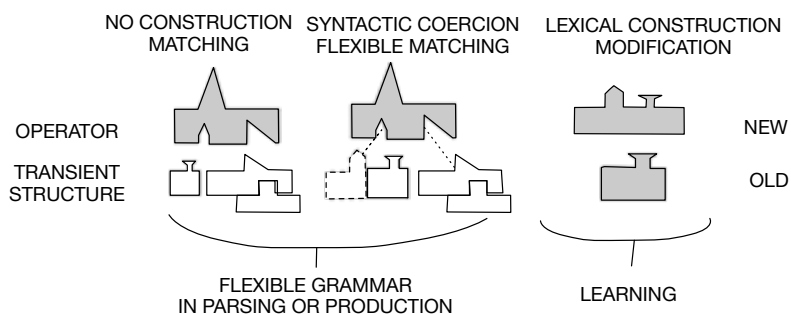 NO CONSTRUCTION
MATCHING
SYNTACTIC COERCION
FLEXIBLE MATCHING
LEXICAL CONSTRUCTION
MODIFICATION
OPERATOR
NEW
TRANSIENT
STRUCTURE
OLD
FLEXIBLE GRAMMAR
IN PARSING OR PRODUCTION
LEARNING